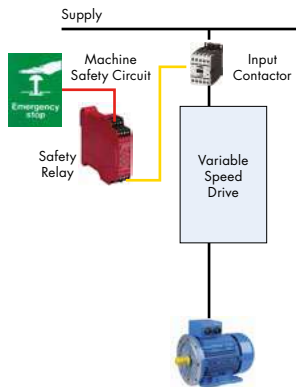 Supply
Machine
Safety Circuit
Input
Contactor
Emergency
stop
Safety
Relay
Variable
Speed
Drive